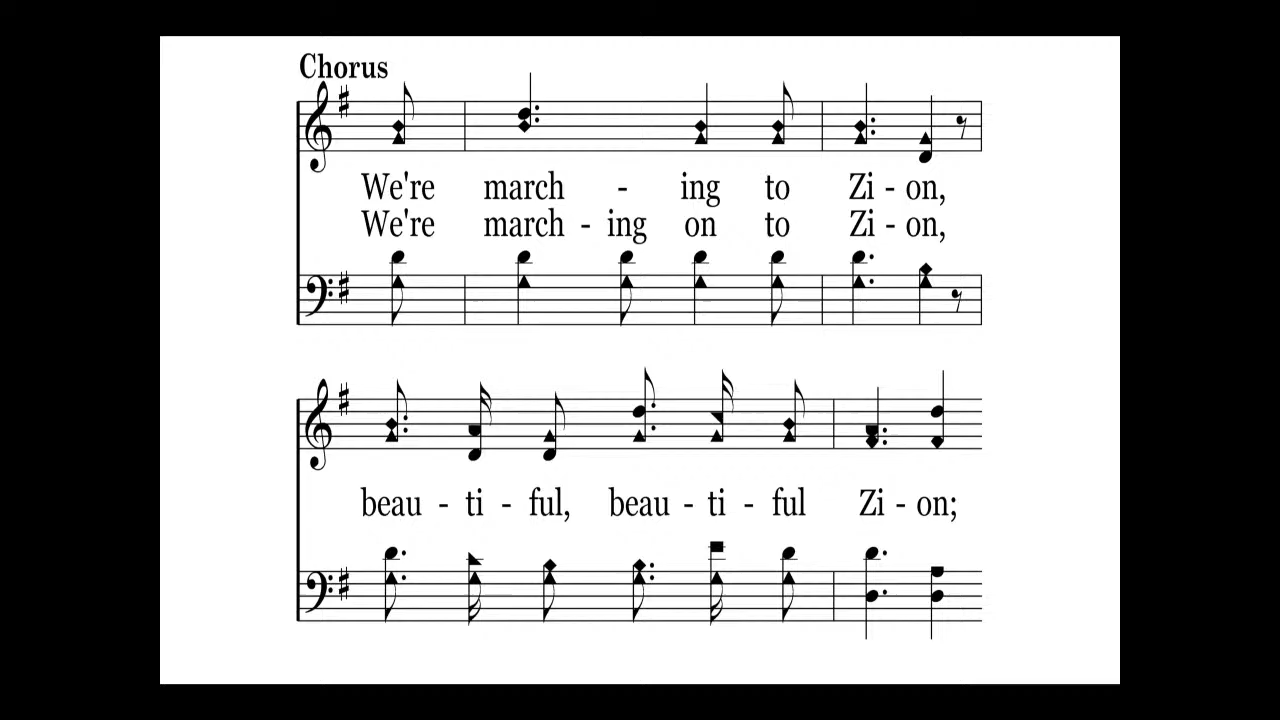 Chorus
We're march - ing to Zi - on,
We're march - ing on to Zi - on,
beau - ti - ful, beau - ti - ful Zi - on;